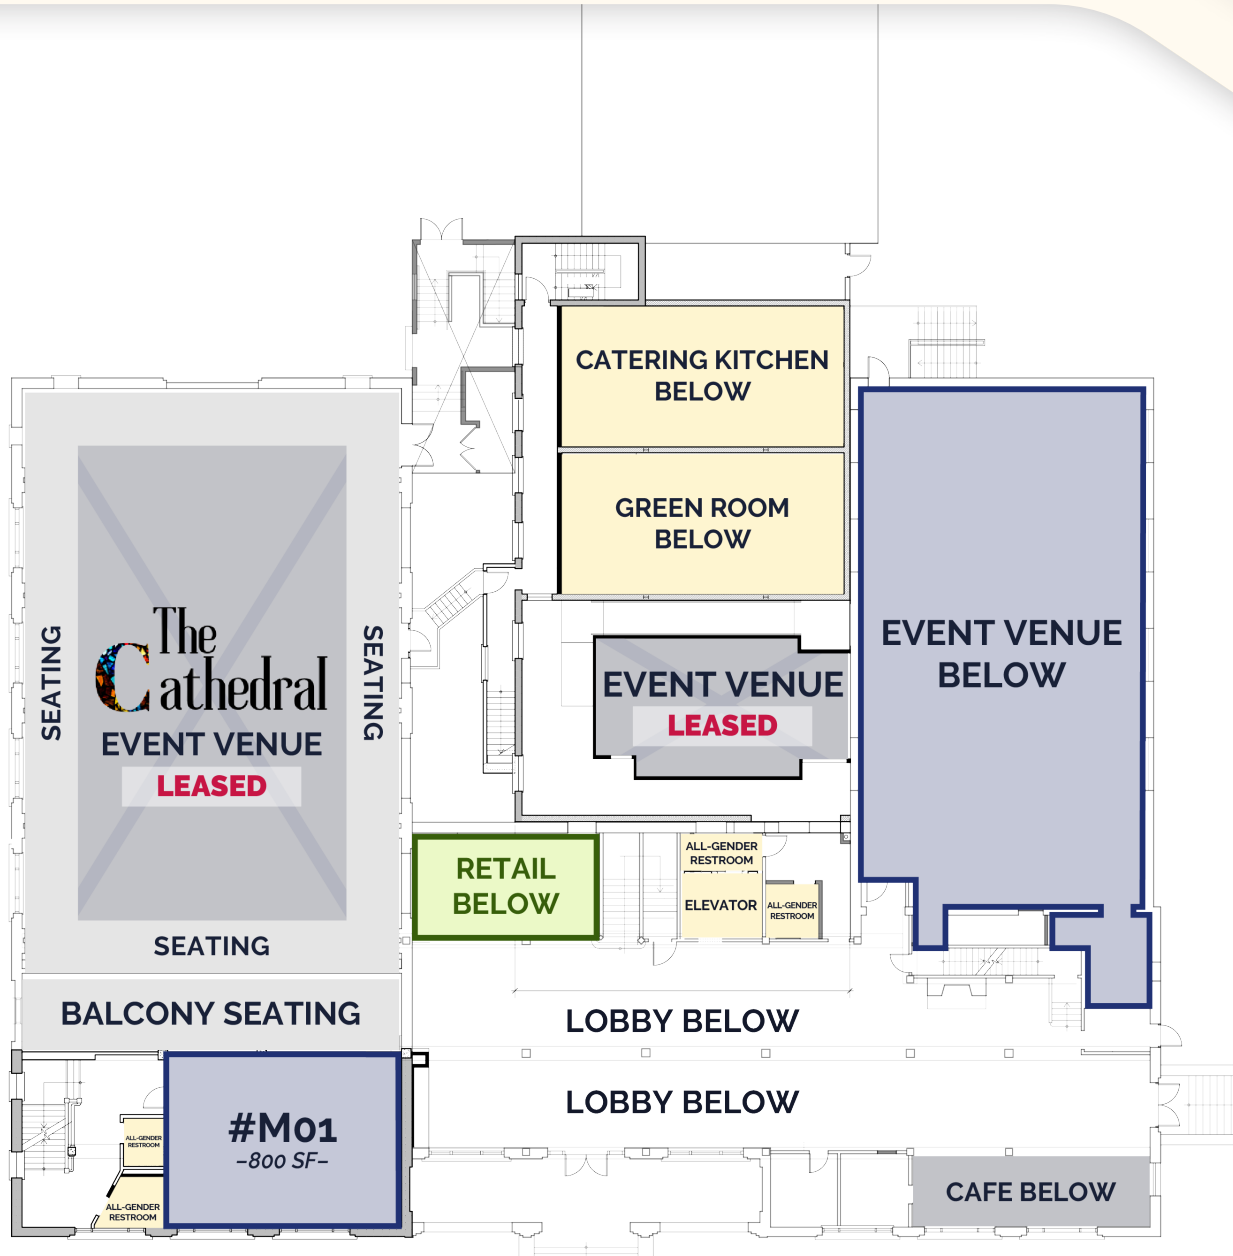 CATERING KITCHEN
BELOW
GREEN ROOM
BELOW
EVENT VENUE
BELOW
EVENT VENUE
LEASED
The
Cathedral
EVENT VENUE
LEASED
SEATING
SEATING
SEATING
BALCONY SEATING
RETAIL
BELOW
ALL-GENDER
RESTROOM
ELEVATOR
ALL-GENDER
RESTROOM
LOBBY BELOW
LOBBY BELOW
#M01
~800 SF~
ALL-GENDER
RESTROOM
ALL-GENDER
RESTROOM
CAFE BELOW